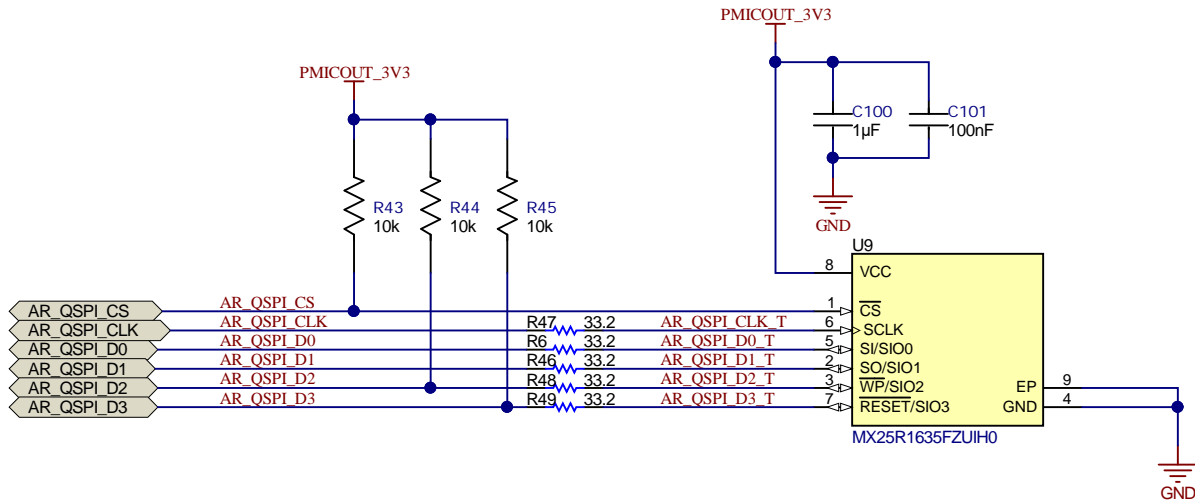 PMICOUT_3V3
PMICOUT_3V3
C100
1µF
C101
100nF
GND
R43
10k
R44
10k
R45
10k
U9
8 VCC
AR_QSPI_CS AR_QSPI_CS 1 CS
AR_QSPI_CLK AR_QSPI_CLK R47 33.2 AR_QSPI_CLK_T 6 SCLK
AR_QSPI_D0 AR_QSPI_D0 R6 33.2 AR_QSPI_D0_T 5 SI/SIO0
AR_QSPI_D1 AR_QSPI_D1 R46 33.2 AR_QSPI_D1_T 2 SO/SIO1
AR_QSPI_D2 AR_QSPI_D2 R48 33.2 AR_QSPI_D2_T 3 WP/SIO2 EP 9
AR_QSPI_D3 AR_QSPI_D3 R49 33.2 AR_QSPI_D3_T 7 RESET/SIO3 GND 4
MX25R1635FZUIH0
GND